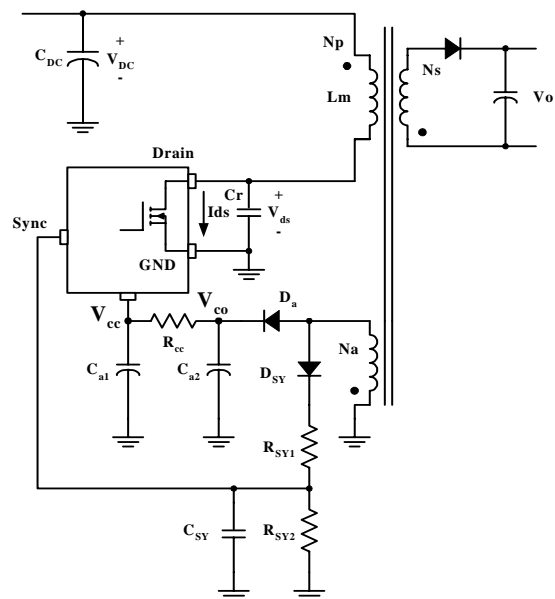 Np
+
C_DC
V_DC
-
Ns
Lm
Vo
Drain
Cr
+
Sync
Ids
V_ds
-
GND
V_cc
V_co
D_a
R_cc
Na
C_a1
C_a2
D_SY
R_SY1
C_SY
R_SY2